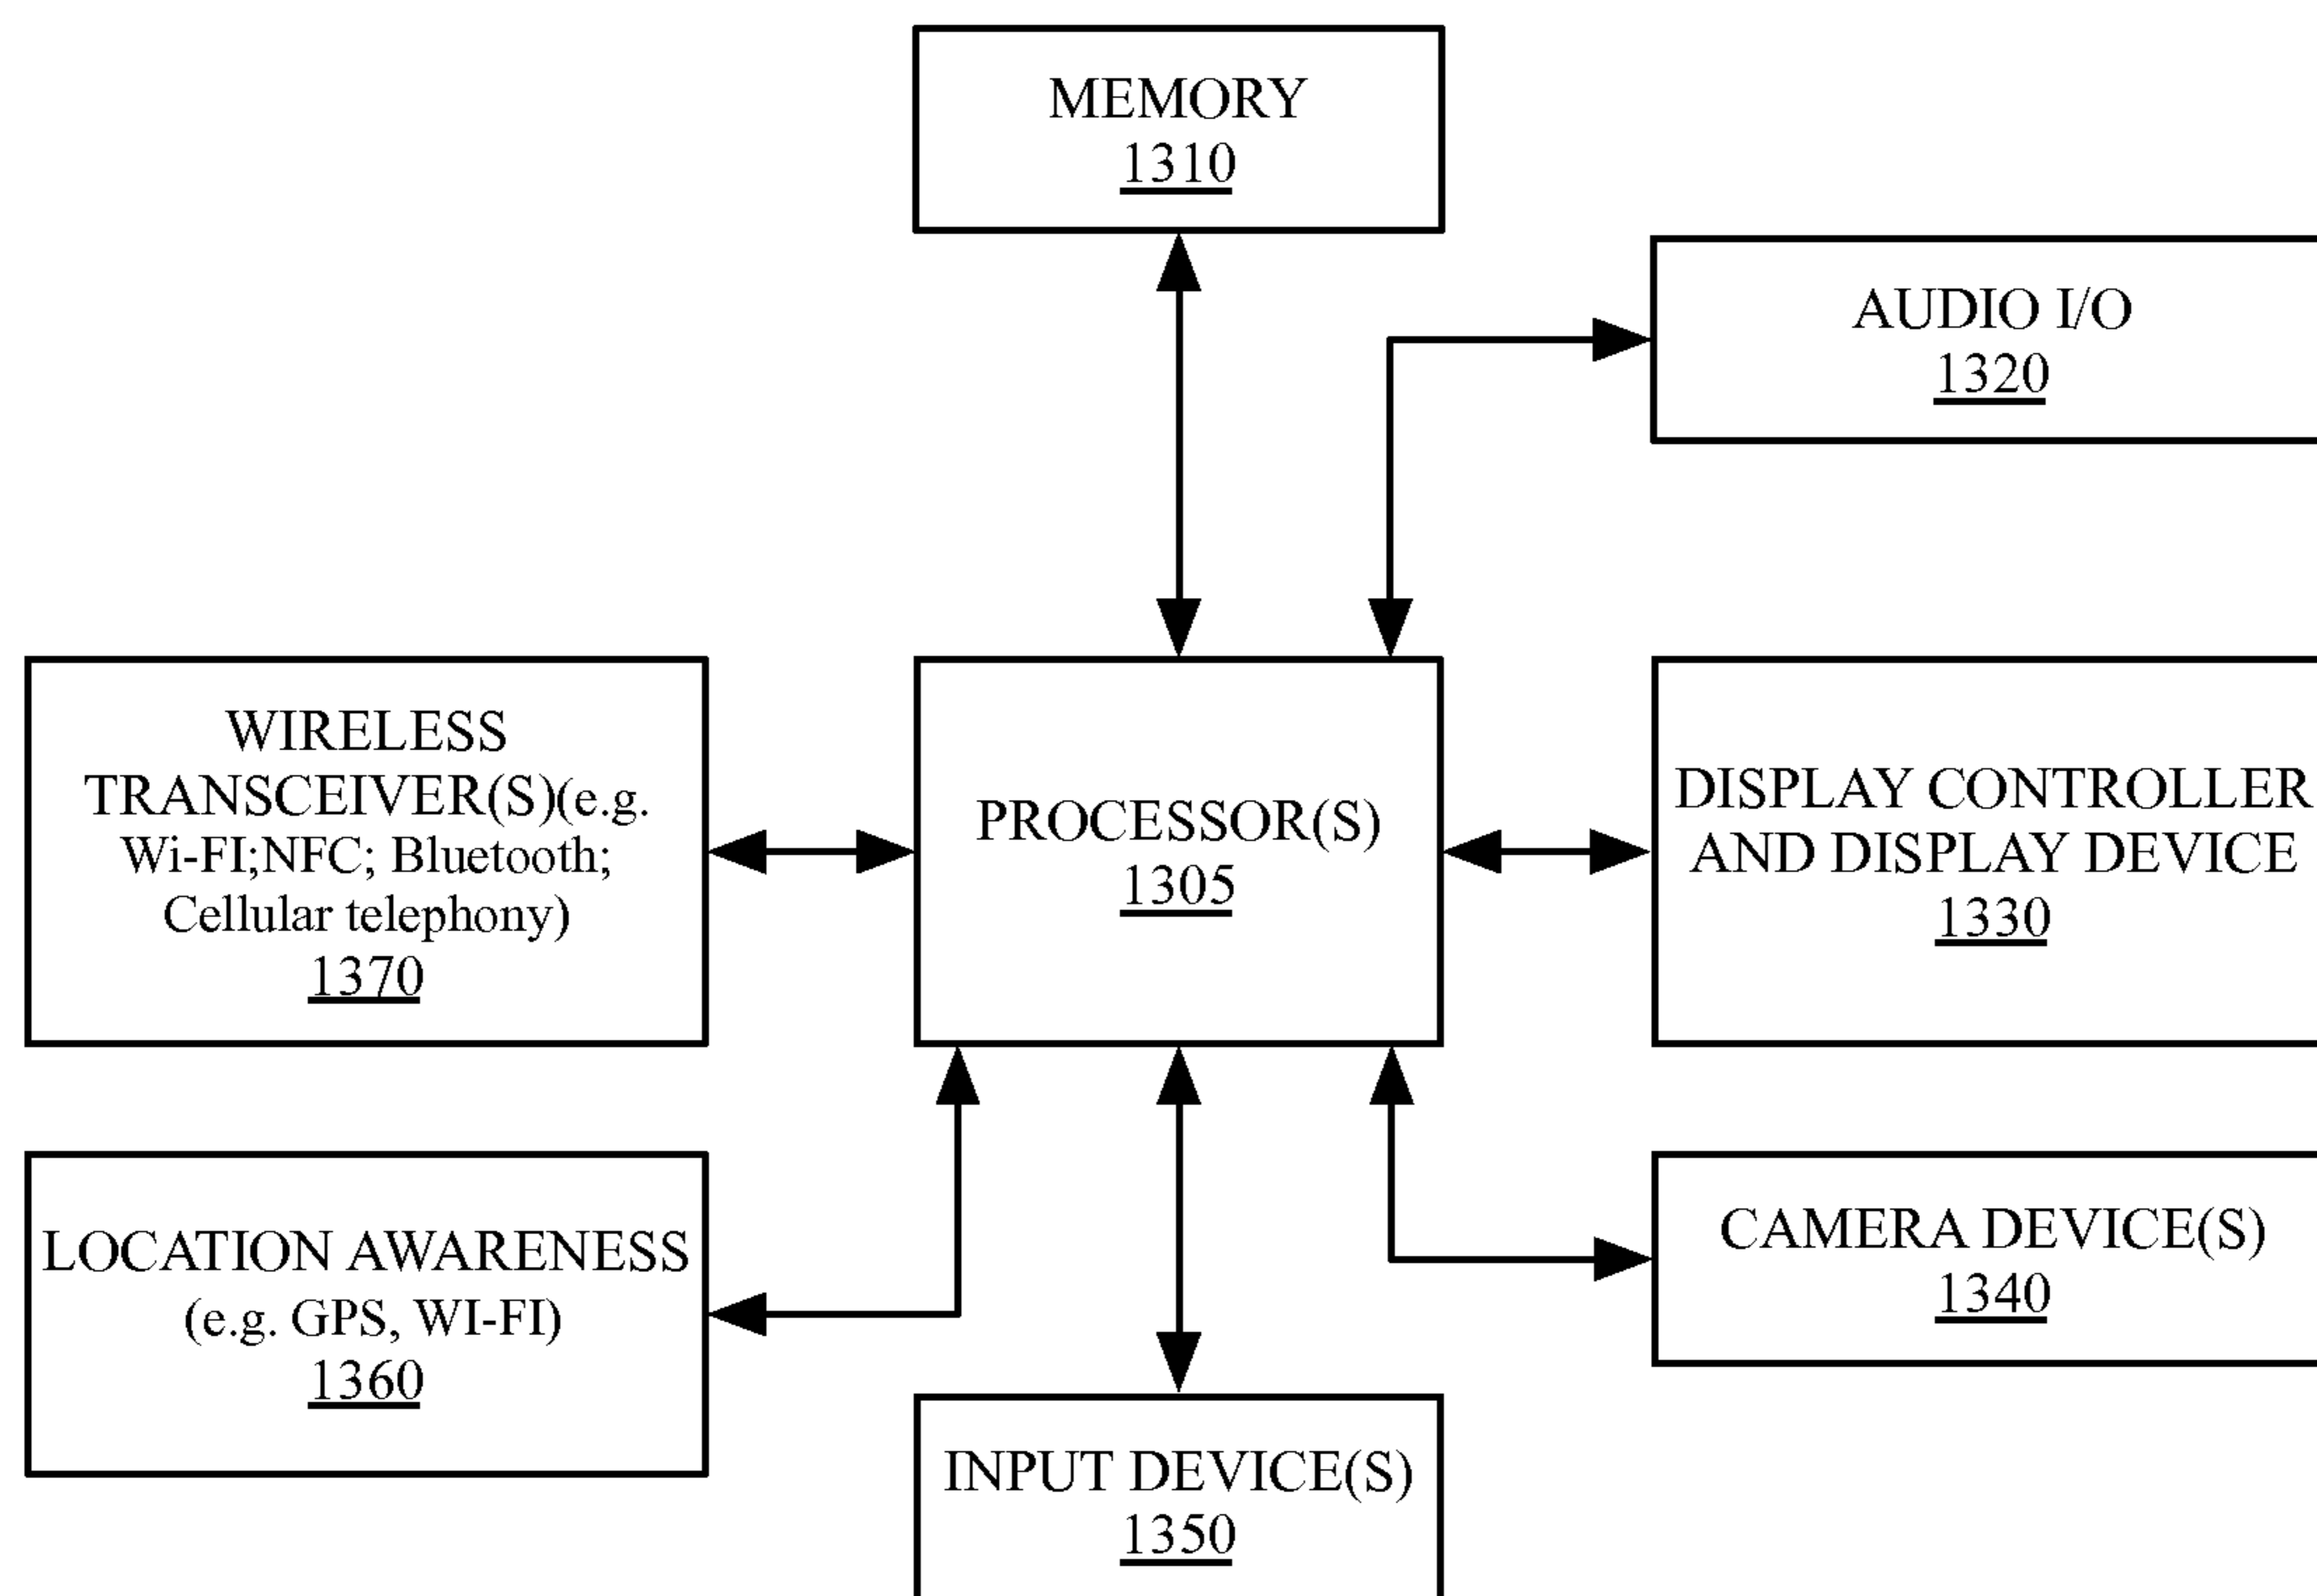 MEMORY
1310
AUDIO I/O
1320
WIRELESS
TRANSCEIVER(S)(e.g.
Wi-FI;NFC; Bluetooth;
Cellular telephony)
1370
PROCESSOR(S)
1305
DISPLAY CONTROLLER
AND DISPLAY DEVICE
1330
LOCATION AWARENESS
(e.g. GPS, WI-FI)
1360
CAMERA DEVICE(S)
1340
INPUT DEVICE(S)
1350